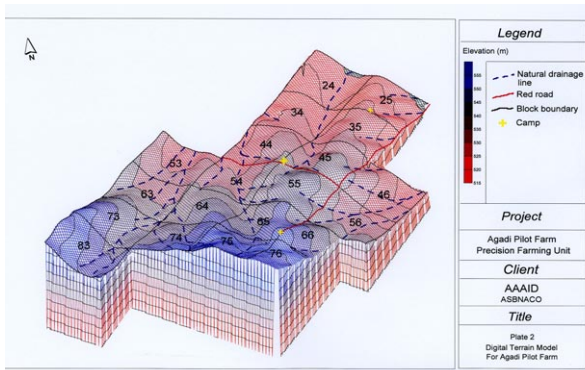 N
24
25
34
35
44
45
53
54
55
46
63
64
65
56
66
73
74
75
76
83
Legend
Elevation (m)
Natural drainage
line
Red road
Block boundary
Camp
Project
Agadi Pilot Farm
Precision Farming Unit
Client
AAAID
ASBNACO
Title
Plate 2
Digital Terrain Model
For Agadi Pilot Farm